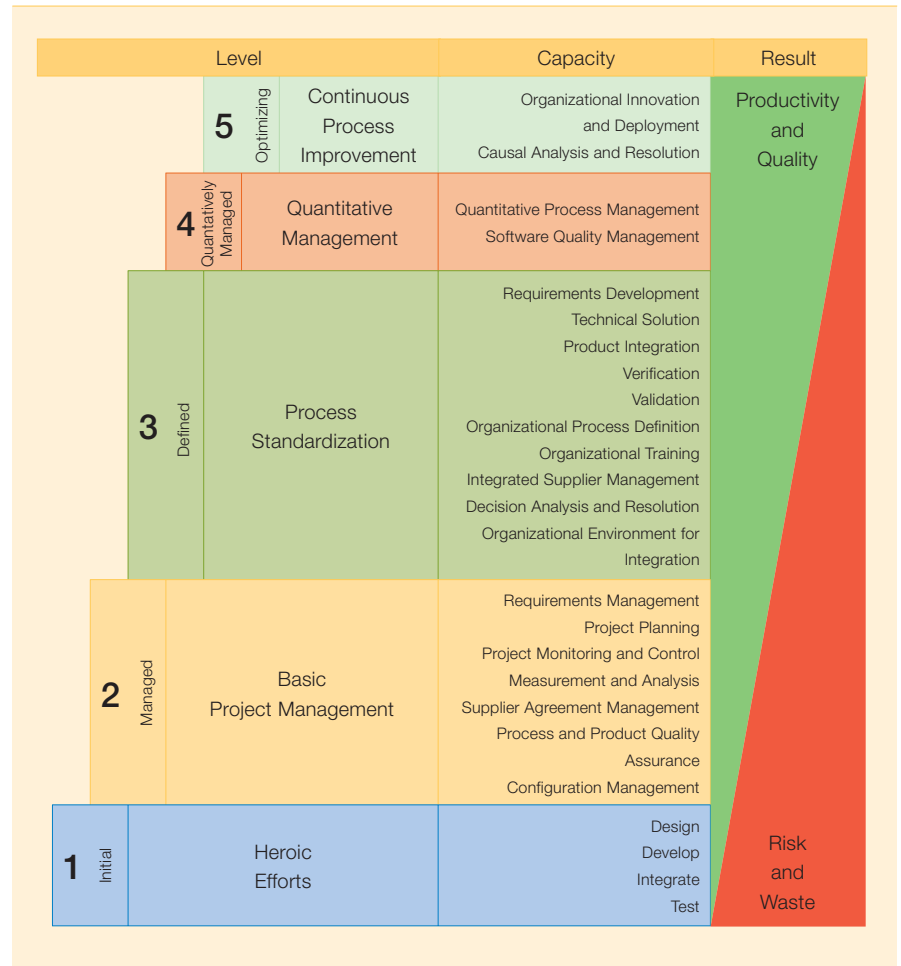 Level Capacity Result
5
Optimizing
Continuous
Process
Improvement
Organizational Innovation
and Deployment
Causal Analysis and Resolution
Productivity
and
Quality
4
Quantatively
Managed
Quantitative
Management
Quantitative Process Management
Software Quality Management
3
Defined
Process
Standardization
Requirements Development
Technical Solution
Product Integration
Verification
Validation
Organizational Process Definition
Organizational Training
Integrated Supplier Management
Decision Analysis and Resolution
Organizational Environment for
Integration
2
Managed
Basic
Project Management
Requirements Management
Project Planning
Project Monitoring and Control
Measurement and Analysis
Supplier Agreement Management
Process and Product Quality
Assurance
Configuration Management
1
Initial
Heroic
Efforts
Design
Develop
Integrate
Test
Risk
and
Waste